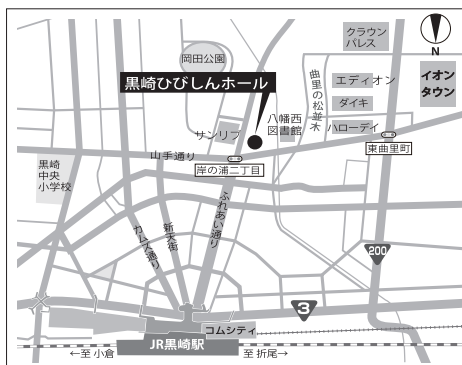 クラウン
パレス
N
岡田公園
エディオン
イオン
タウン
黒崎ひびしんホール
曲里の松並木
ダイキ
サンリブ
八幡西
図書館
ハローデイ
山手通り
東曲里町
岸の浦二丁目
黒崎
中央
小学校
ふれあい通り
新天街
カムズ通り
200
3
コムシティ
JR黒崎駅
←至 小倉
至 折尾→